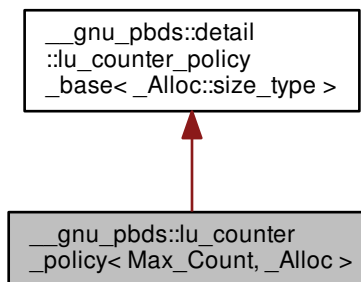 __gnu_pbds::detail
::lu_counter_policy
_base< _Alloc::size_type >
__gnu_pbds::lu_counter
_policy< Max_Count, _Alloc >